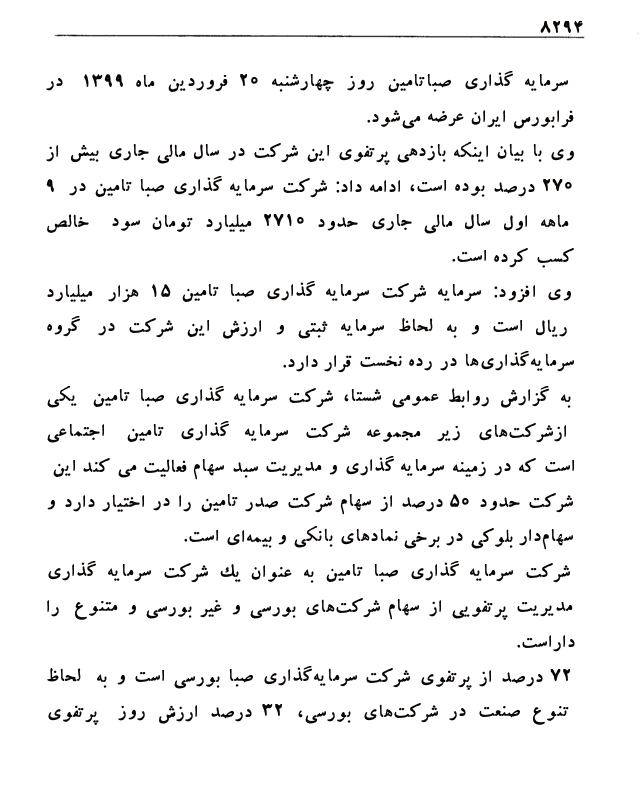 ۸۲۹۴
سرمایه گذاری صباتامین روز چهارشنبه ۲۰ فروردین ماه ۱۳۹۹ در
فرابورس ایران عرضه می‌شود.
وی با بیان اینکه بازدهی پرتفوی این شرکت در سال مالی جاری بیش از
۲۷۰ درصد بوده است، ادامه داد: شرکت سرمایه گذاری صبا تامین در ۹
ماهه اول سال مالی جاری حدود ۲۷۱۰ میلیارد تومان سود خالص
کسب کرده است.
وی افزود: سرمایه شرکت سرمایه گذاری صبا تامین ۱۵ هزار میلیارد
ریال است و به لحاظ سرمایه ثبتی و ارزش این شرکت در گروه
سرمایه‌گذاری‌ها در رده نخست قرار دارد.
به گزارش روابط عمومی شستا، شرکت سرمایه گذاری صبا تامین یکی
ازشرکت‌های زیر مجموعه شرکت سرمایه گذاری تامین اجتماعی
است که در زمینه سرمایه گذاری و مدیریت سبد سهام فعالیت می کند این
شرکت حدود ۵۰ درصد از سهام شرکت صدر تامین را در اختیار دارد و
سهام‌دار بلوکی در برخی نمادهای بانکی و بیمه‌ای است.
شرکت سرمایه گذاری صبا تامین به عنوان یك شرکت سرمایه گذاری
مدیریت پرتفویی از سهام شرکت‌های بورسی و غیر بورسی و متنوع را
داراست.
۷۲ درصد از پرتفوی شرکت سرمایه‌گذاری صبا بورسی است و به لحاظ
تنوع صنعت در شرکت‌های بورسی، ۳۲ درصد ارزش روز پرتفوی